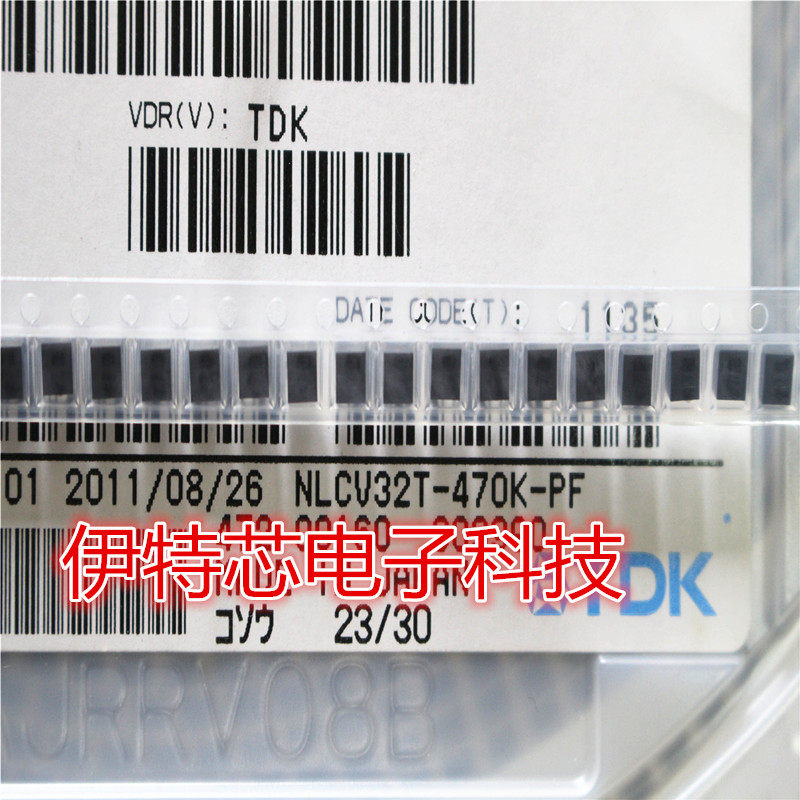 VDR(V): TDK
DATE CODE(T): 1135
01 2011/08/26 NLCV32T-470K-PF
伊特芯电子科技
TDK
コソウ 23/30
JRRV08B